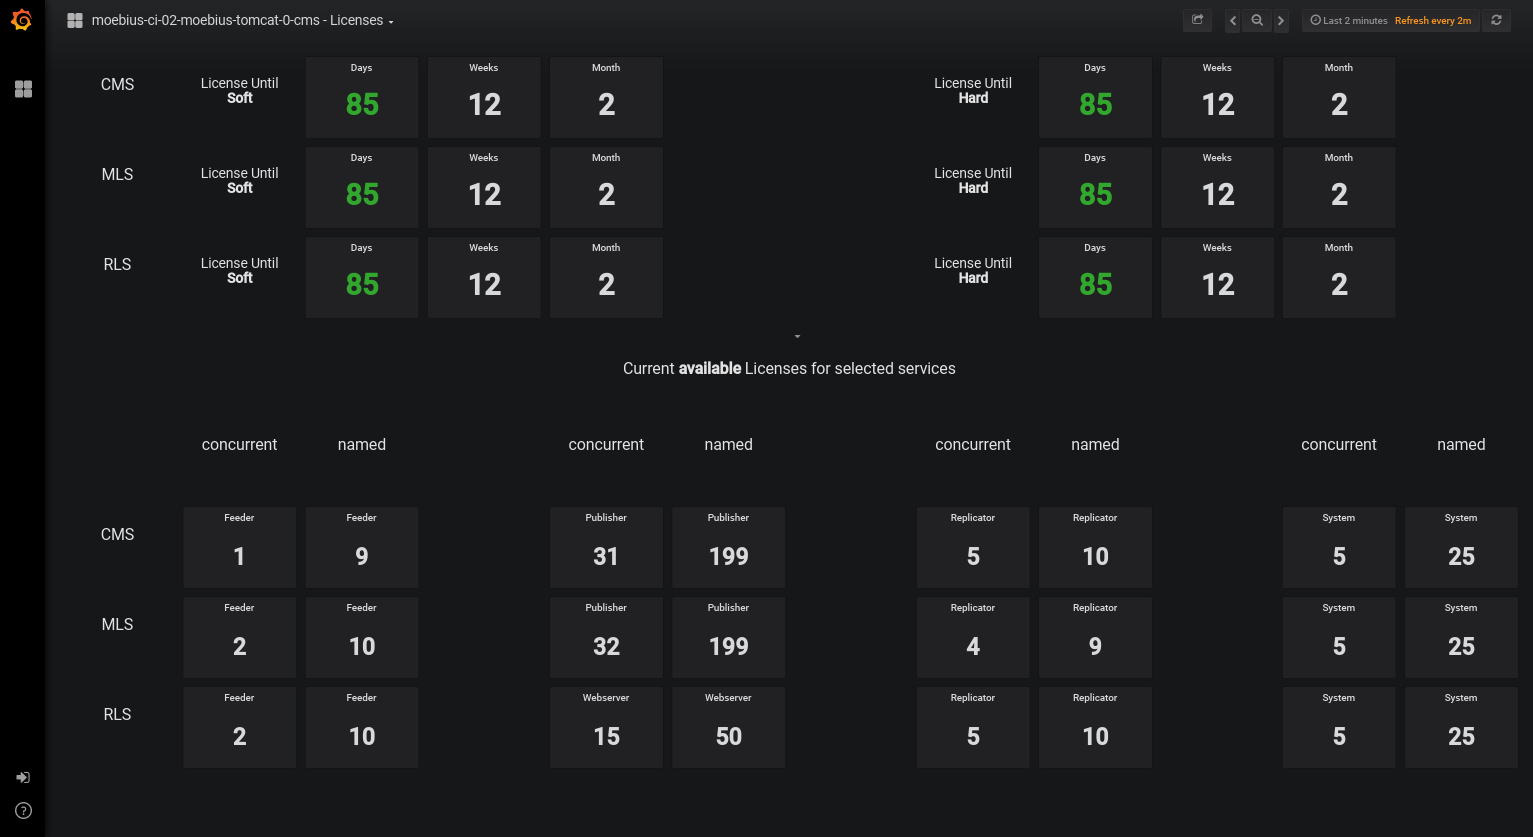 moebius-ci-02-moebius-tomcat-0-cms - Licenses
Last 2 minutes Refresh every 2m
CMS
License Until
Soft
Days
85
Weeks
12
Month
2
License Until
Hard
Days
85
Weeks
12
Month
2
MLS
License Until
Soft
Days
85
Weeks
12
Month
2
License Until
Hard
Days
85
Weeks
12
Month
2
RLS
License Until
Soft
Days
85
Weeks
12
Month
2
License Until
Hard
Days
85
Weeks
12
Month
2
Current available Licenses for selected services
concurrent
named
concurrent
named
concurrent
named
concurrent
named
CMS
Feeder
1
Feeder
9
Publisher
31
Publisher
199
Replicator
5
Replicator
10
System
5
System
25
MLS
Feeder
2
Feeder
10
Publisher
32
Publisher
199
Replicator
4
Replicator
9
System
5
System
25
RLS
Feeder
2
Feeder
10
Webserver
15
Webserver
50
Replicator
5
Replicator
10
System
5
System
25